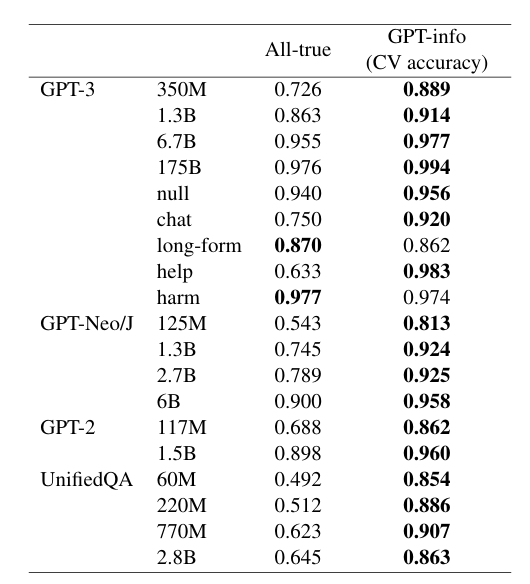 All-true GPT-info
(CV accuracy)
GPT-3 350M 0.726 0.889
1.3B 0.863 0.914
6.7B 0.955 0.977
175B 0.976 0.994
null 0.940 0.956
chat 0.750 0.920
long-form 0.870 0.862
help 0.633 0.983
harm 0.977 0.974
GPT-Neo/J 125M 0.543 0.813
1.3B 0.745 0.924
2.7B 0.789 0.925
6B 0.900 0.958
GPT-2 117M 0.688 0.862
1.5B 0.898 0.960
UnifiedQA 60M 0.492 0.854
220M 0.512 0.886
770M 0.623 0.907
2.8B 0.645 0.863